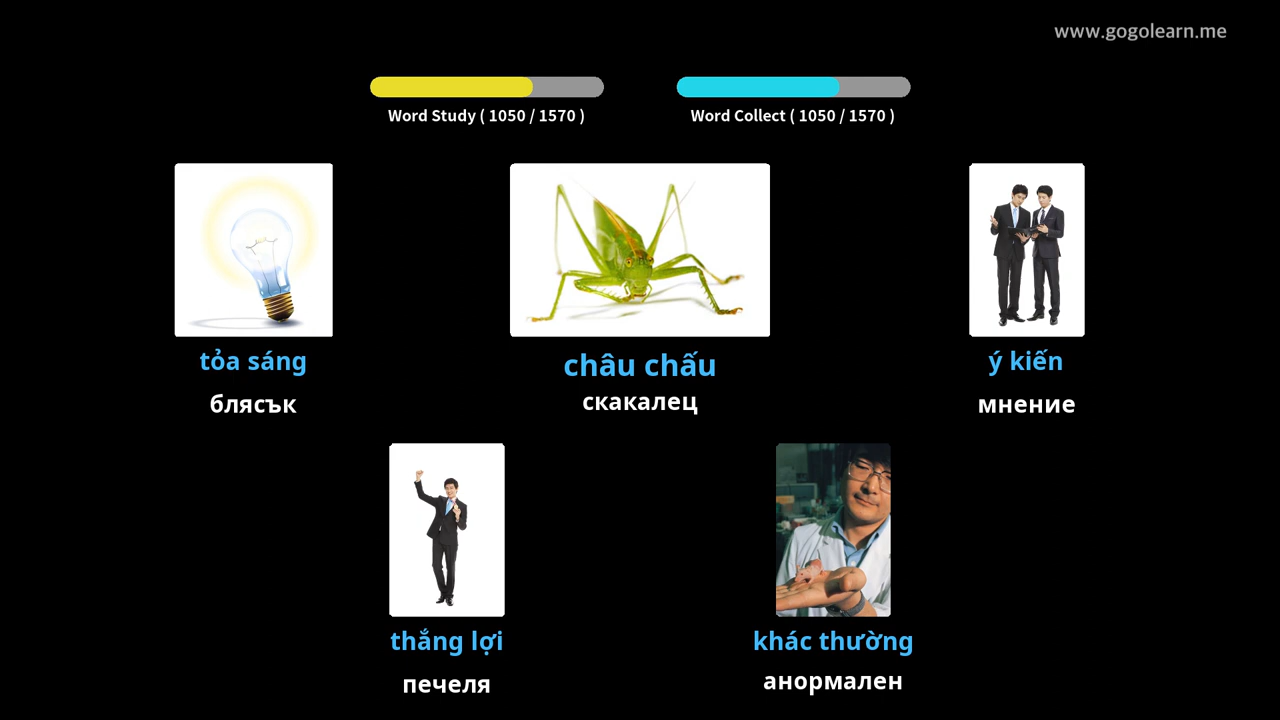 www.gogolearn.me
Word Study ( 1050 / 1570 )
Word Collect ( 1050 / 1570 )
tỏa sáng
châu chấu
ý kiến
блясък
скакалец
мнение
thắng lợi
khác thường
печеля
анормален